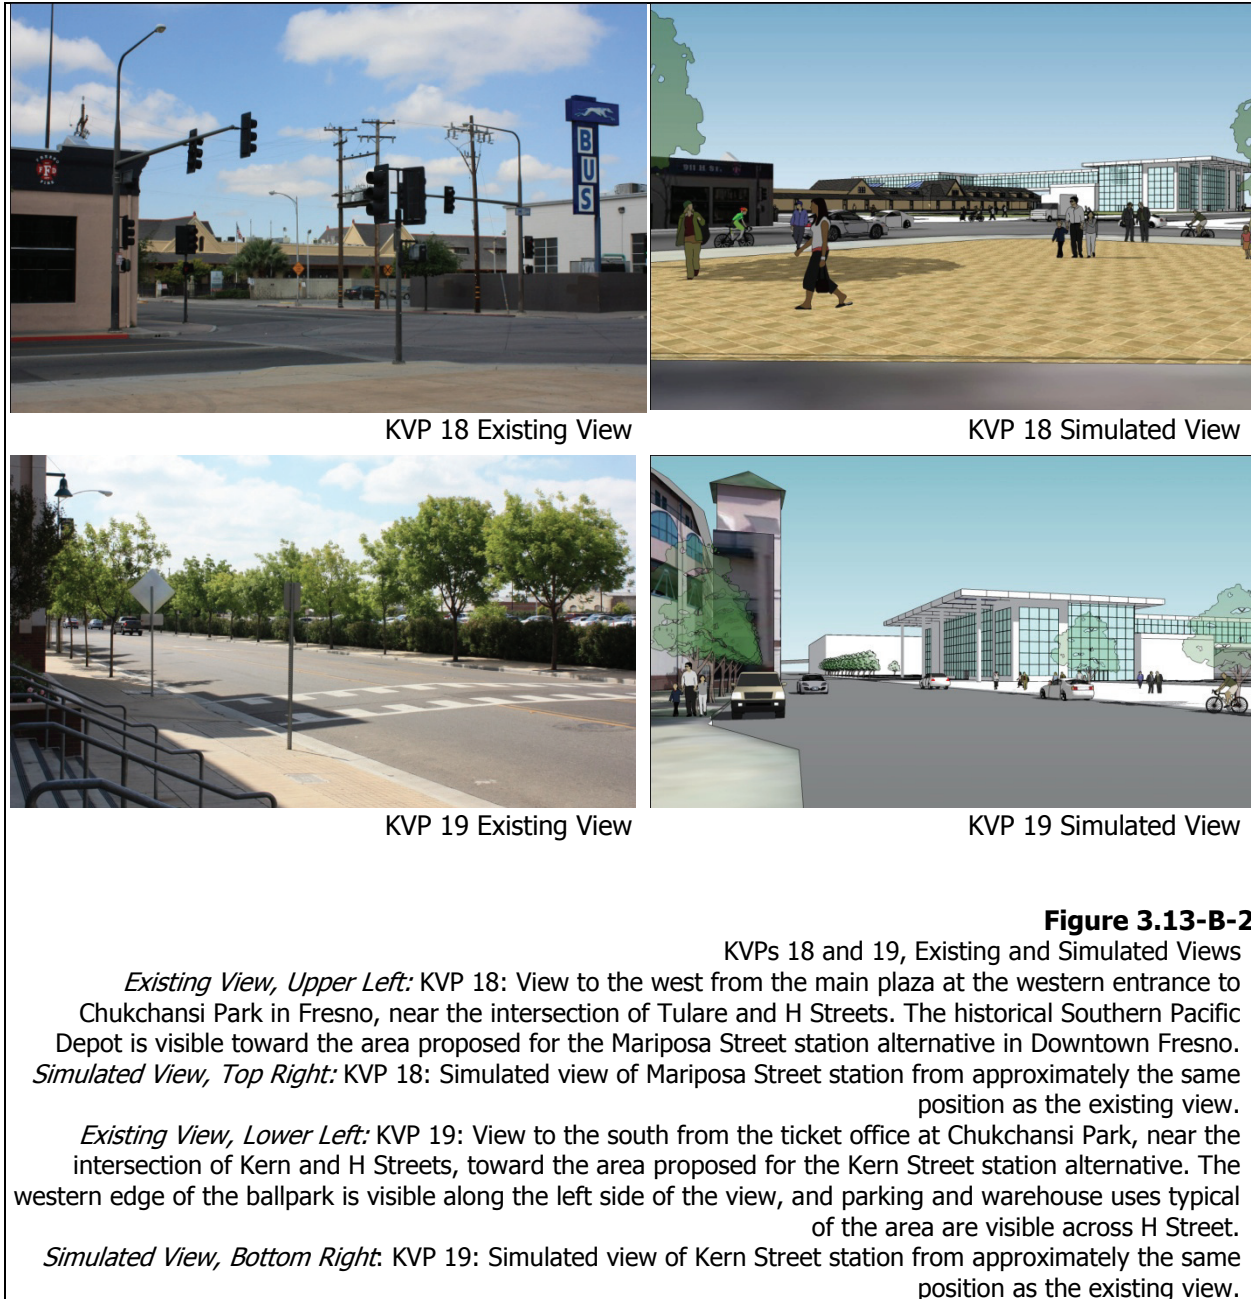 FRESNO
F
FIRE
BUS
911 H ST.
KVP 18 Existing View
KVP 18 Simulated View
KVP 19 Existing View
KVP 19 Simulated View
Figure 3.13-B-2
KVPs 18 and 19, Existing and Simulated Views
Existing View, Upper Left: KVP 18: View to the west from the main plaza at the western entrance to
Chukchansi Park in Fresno, near the intersection of Tulare and H Streets. The historical Southern Pacific
Depot is visible toward the area proposed for the Mariposa Street station alternative in Downtown Fresno.
Simulated View, Top Right: KVP 18: Simulated view of Mariposa Street station from approximately the same
position as the existing view.
Existing View, Lower Left: KVP 19: View to the south from the ticket office at Chukchansi Park, near the
intersection of Kern and H Streets, toward the area proposed for the Kern Street station alternative. The
western edge of the ballpark is visible along the left side of the view, and parking and warehouse uses typical
of the area are visible across H Street.
Simulated View, Bottom Right: KVP 19: Simulated view of Kern Street station from approximately the same
position as the existing view.